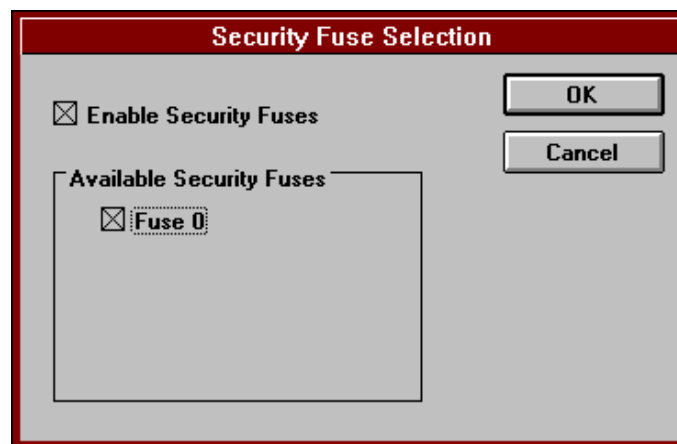 Security Fuse Selection
Enable Security Fuses
OK
Cancel
Available Security Fuses
Fuse 0